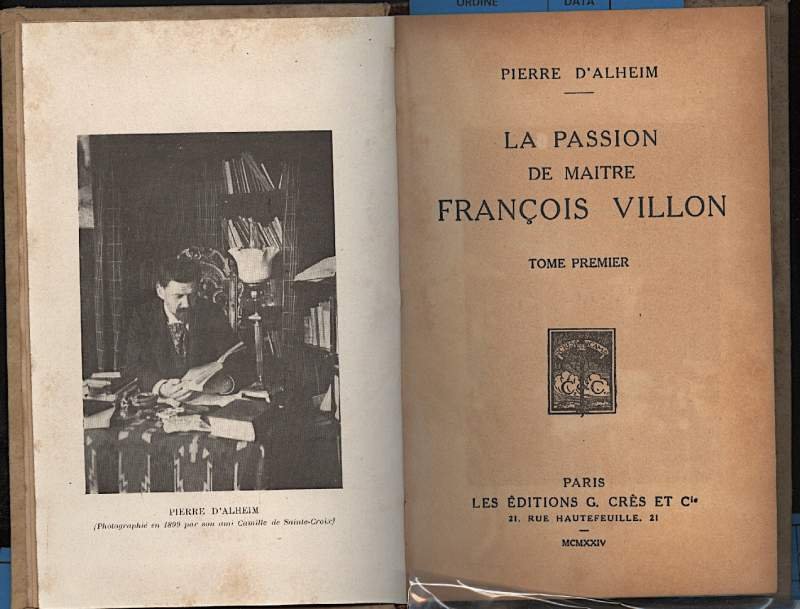 ORDINE
DATA
PIERRE D'ALHEIM
(Photographié en 1899 par son ami Camille de Sainte-Croix)
PIERRE D'ALHEIM
LA PASSION
DE MAITRE
FRANÇOIS VILLON
TOME PREMIER
PARIS
LES ÉDITIONS G. CRÈS ET Cie
21, RUE HAUTEFEUILLE, 21
MCMXXIV